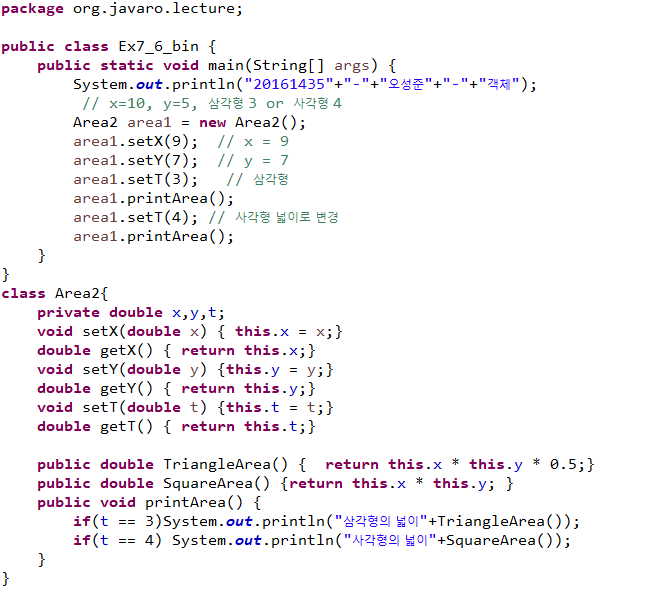 package org.javaro.lecture;
public class Ex7_6_bin {
public static void main(String[] args) {
System.out.println("20161435"+"-"+"오성준"+"-"+"객체");
// x=10, y=5, 삼각형 3 or 사각형 4
Area2 area1 = new Area2();
area1.setX(9); // x = 9
area1.setY(7); // y = 7
area1.setT(3); // 삼각형
area1.printArea();
area1.setT(4); // 사각형 넓이로 변경
area1.printArea();
}
}
class Area2{
private double x,y,t;
void setX(double x) { this.x = x;}
double getX() { return this.x;}
void setY(double y) {this.y = y;}
double getY() { return this.y;}
void setT(double t) {this.t = t;}
double getT() { return this.t;}
public double TriangleArea() { return this.x * this.y * 0.5;}
public double SquareArea() {return this.x * this.y; }
public void printArea() {
if(t == 3)System.out.println("삼각형의 넓이"+TriangleArea());
if(t == 4) System.out.println("사각형의 넓이"+SquareArea());
}
}